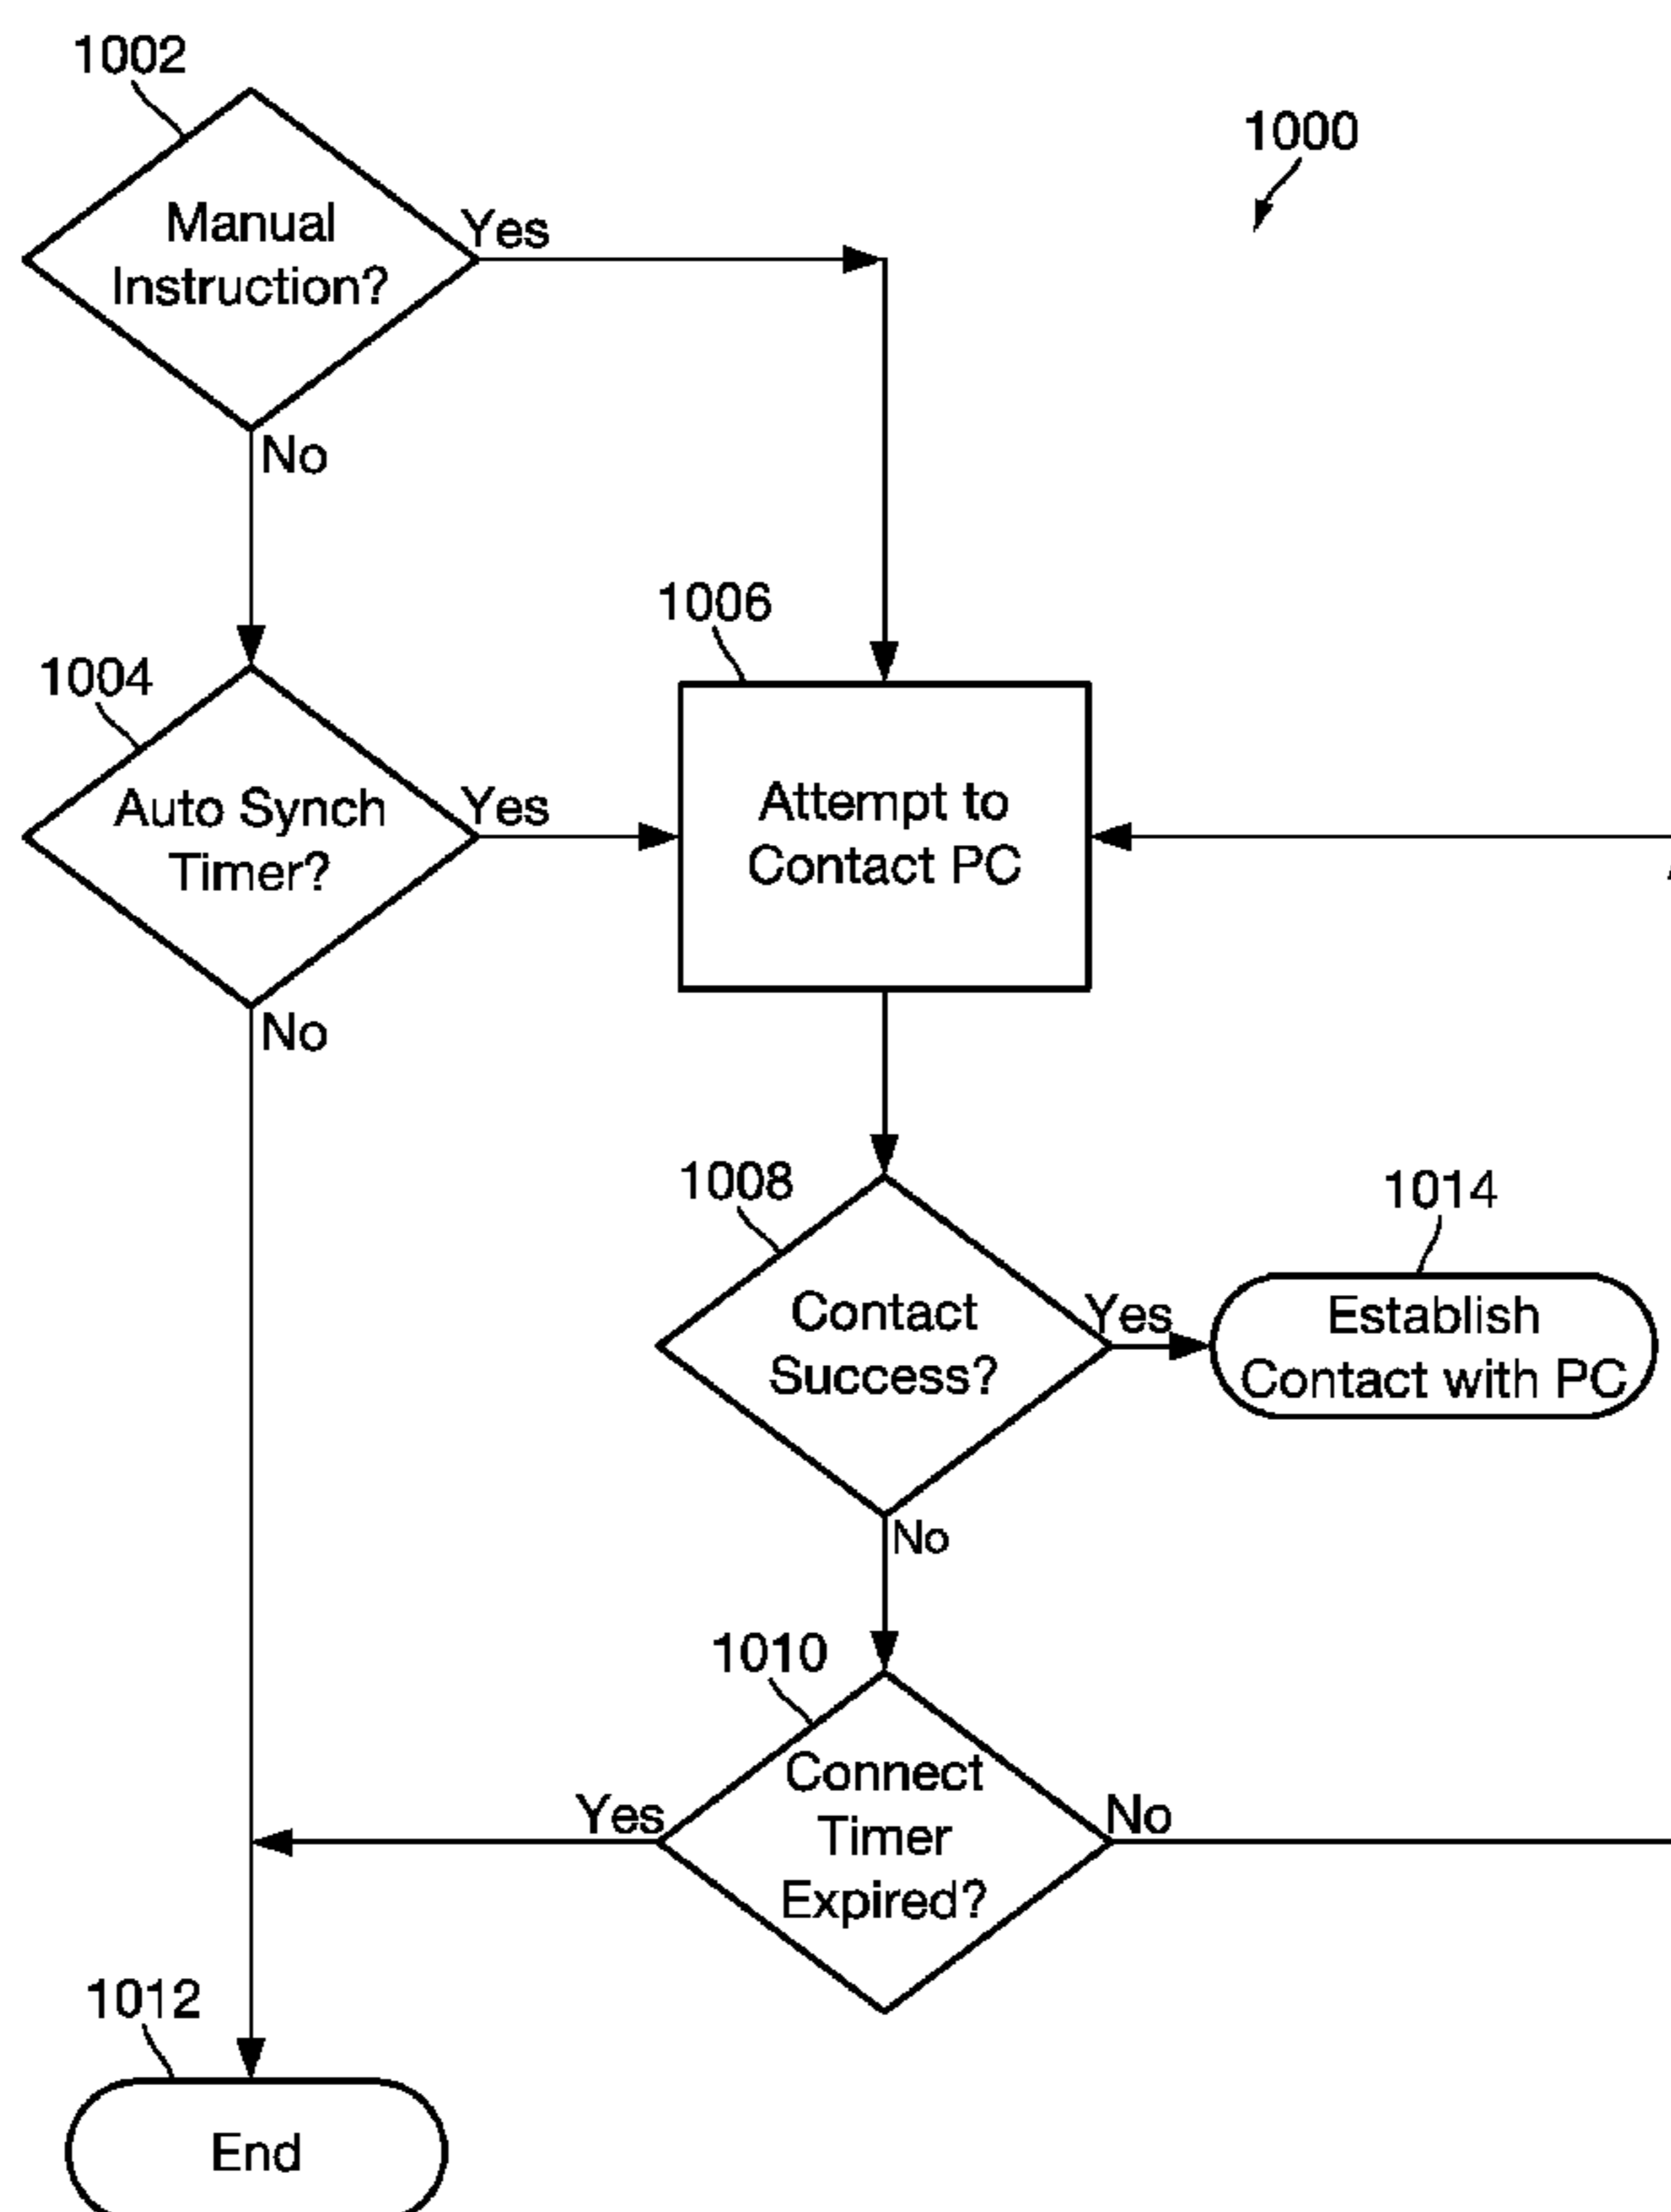 1002
1000
Manual
Instruction?
Yes
No
1006
1004
Auto Synch
Timer?
Yes
Attempt to
Contact PC
No
1008
1014
Contact
Success?
Yes
Establish
Contact with PC
No
1010
Connect
Timer
Expired?
Yes
No
1012
End